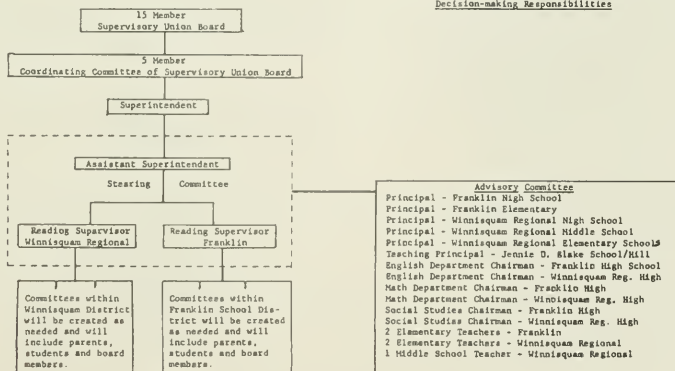 Decision-making Responsibilities
15 Member
Supervisory Union Board
5 Member
Coordinating Committee of Supervisory Union Board
Superintendent
Assistant Superintendent
Steering Committee
Reading Supervisor
Winnisquam Regional
Reading Supervisor
Franklin
Committees within
Winnisquam District
will be created as
needed and will
include parents,
students and board
members.
Committees within
Franklin School Dis-
trict will be created
as needed and will
include parents,
students and board
members.
Advisory Committee
Principal - Franklin High School
Principal - Franklin Elementary
Principal - Winnisquam Regional High School
Principal - Winnisquam Regional Middle School
Principal - Winnisquam Regional Elementary Schools
Teaching Principal - Jennie D. Blake School/Hill
English Department Chairman - Franklin High School
English Department Chairman - Winnisquam Reg. High
Math Department Chairman - Franklin High
Math Department Chairman - Winnisquam Reg. High
Social Studies Chairman - Franklin High
Social Studies Chairman - Winnisquam Reg. High
2 Elementary Teachers - Franklin
2 Elementary Teachers - Winnisquam Regional
1 Middle School Teacher - Winnisquam Regional